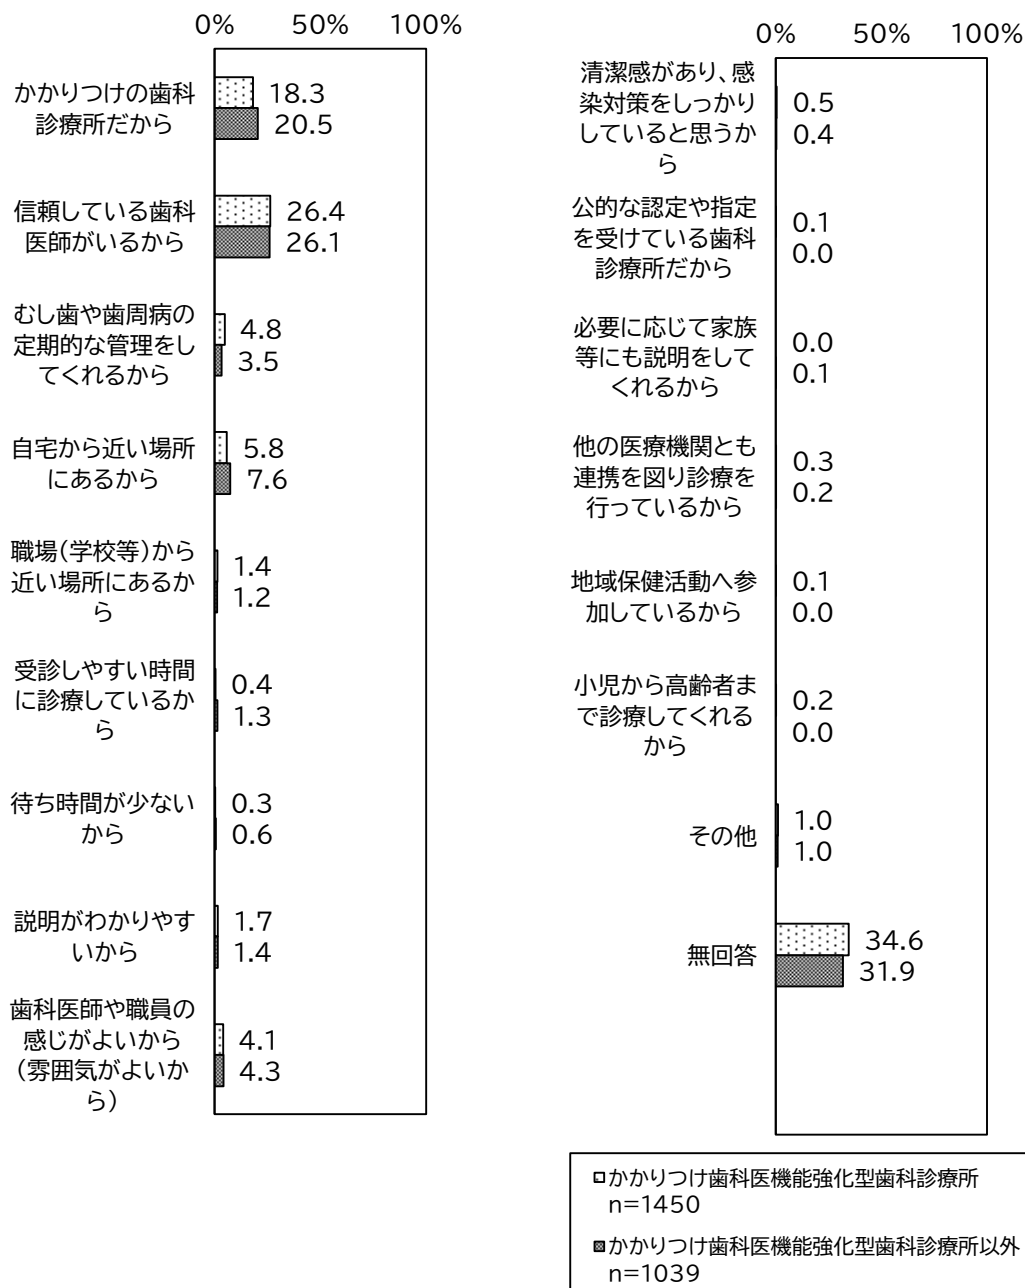 0%
50%
100%
かかりつけの歯科
診療所だから
18.3
20.5
信頼している歯科
医師がいるから
26.4
26.1
むし歯や歯周病の
定期的な管理をし
てくれるから
4.8
3.5
自宅から近い場所
にあるから
5.8
7.6
職場(学校等)から
近い場所にあるか
ら
1.4
1.2
受診しやすい時間
に診療しているか
ら
0.4
1.3
待ち時間が少ない
から
0.3
0.6
説明がわかりやす
いから
1.7
1.4
歯科医師や職員の
感じがよいから
(雰囲気がよいか
ら)
4.1
4.3
0%
50%
100%
清潔感があり、感
染対策をしっかり
していると思うか
ら
0.5
0.4
公的な認定や指定
を受けている歯科
診療所だから
0.1
0.0
必要に応じて家族
等にも説明をして
くれるから
0.0
0.1
他の医療機関とも
連携を図り診療を
行っているから
0.3
0.2
地域保健活動へ参
加しているから
0.1
0.0
小児から高齢者ま
で診療してくれる
から
0.2
0.0
その他
1.0
1.0
無回答
34.6
31.9
かかりつけ歯科医機能強化型歯科診療所
n=1450
かかりつけ歯科医機能強化型歯科診療所以外
n=1039